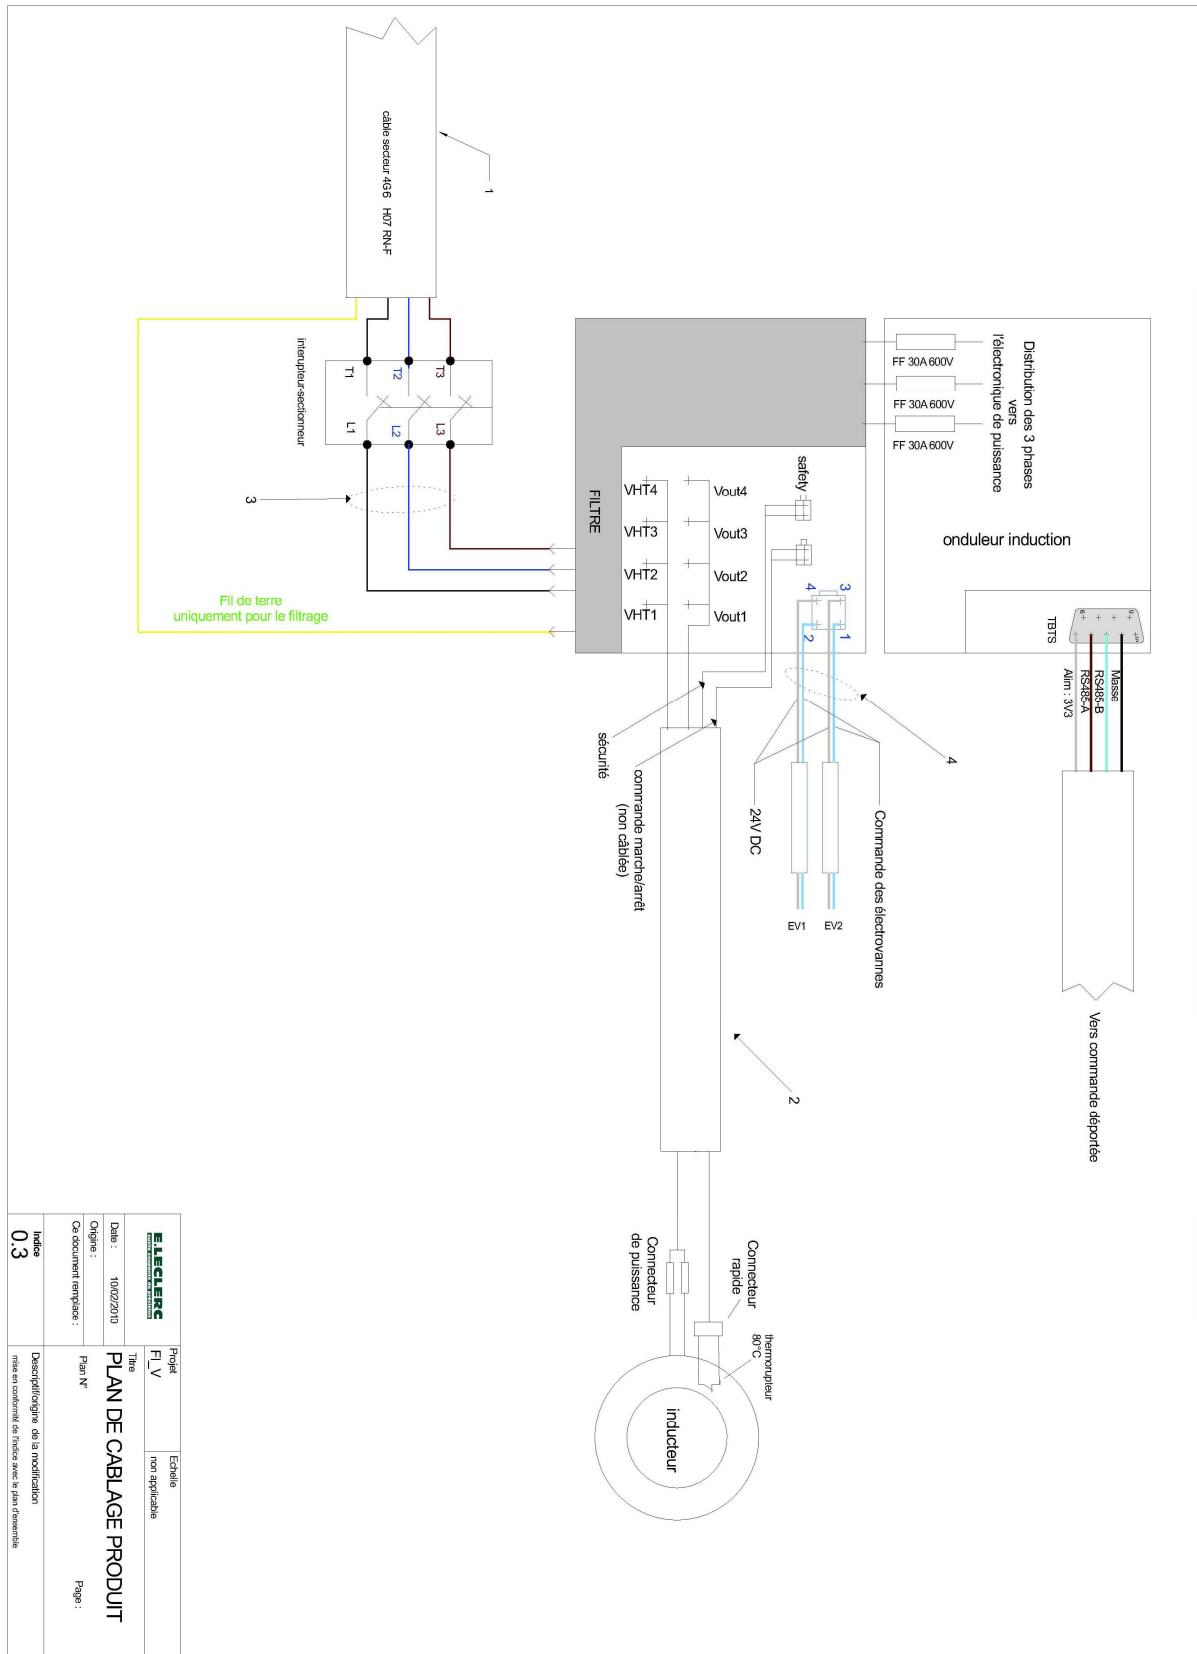 câble secteur 4G6 H07 RN-F
1
interupteur-sectionneur
T1
T2
T3
L1
L2
L3
3
Fil de terre
uniquement pour le filtrage
FILTRE
VHT4
VHT3
VHT2
VHT1
Vout4
Vout3
Vout2
Vout1
safety
FF 30A 600V
FF 30A 600V
FF 30A 600V
Distribution des 3 phases
vers
l'électronique de puissance
onduleur induction
TBTS
4
3
2
1
Masse
RS485-B
RS485-A
Alim : 3V3
sécurité
commande marche/arrêt
(non câblée)
24V DC
Commande des électrovannes
4
EV1
EV2
Vers commande déportée
2
Connecteur
de puissance
Connecteur
rapide
thermorupteur
80°C
inducteur
E.LECLERC
Projet
FI_V
Echelle
non applicable
Date : 10/02/2010
Titre
PLAN DE CABLAGE PRODUIT
Origine :
Ce document remplace :
Plan N°
Page :
Indice
0.3
Descriptif/origine de la modification
mise en conformité de l'indice avec le plan d'ensemble